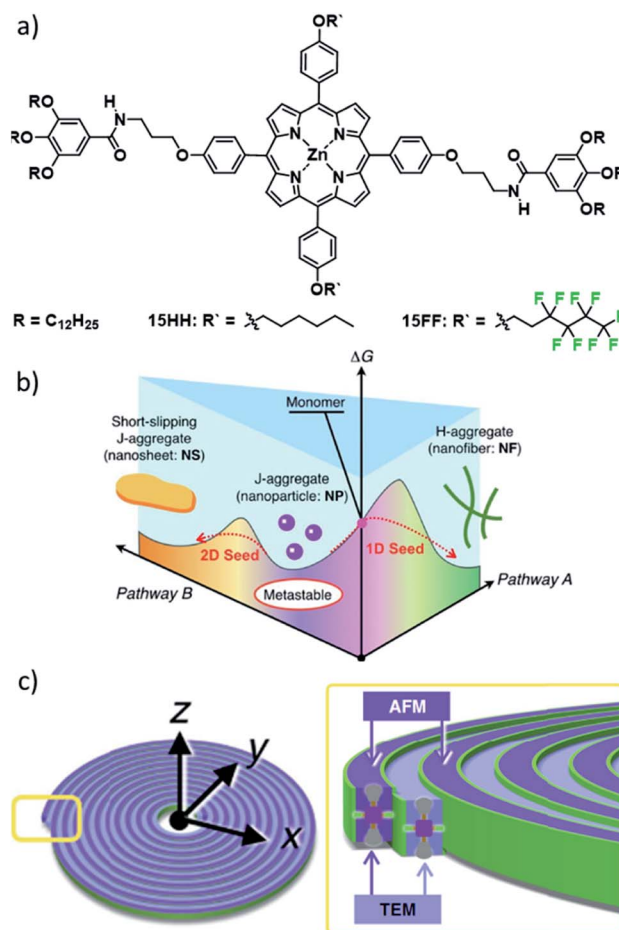 a)
OR`
RO
H
N
RO
RO
O
O
N
N
Zn
N
N
O
N
H
O
OR
OR
OR
OR`
R = C₁₂H₂₅
15HH: R` =
15FF: R` =
F F F F
F
F F F F
b)
ΔG
Monomer
Short-slipping
J-aggregate
(nanosheet: NS)
J-aggregate
(nanoparticle: NP)
H-aggregate
(nanofiber: NF)
2D Seed
1D Seed
Metastable
Pathway B
Pathway A
c)
z
y
x
AFM
TEM